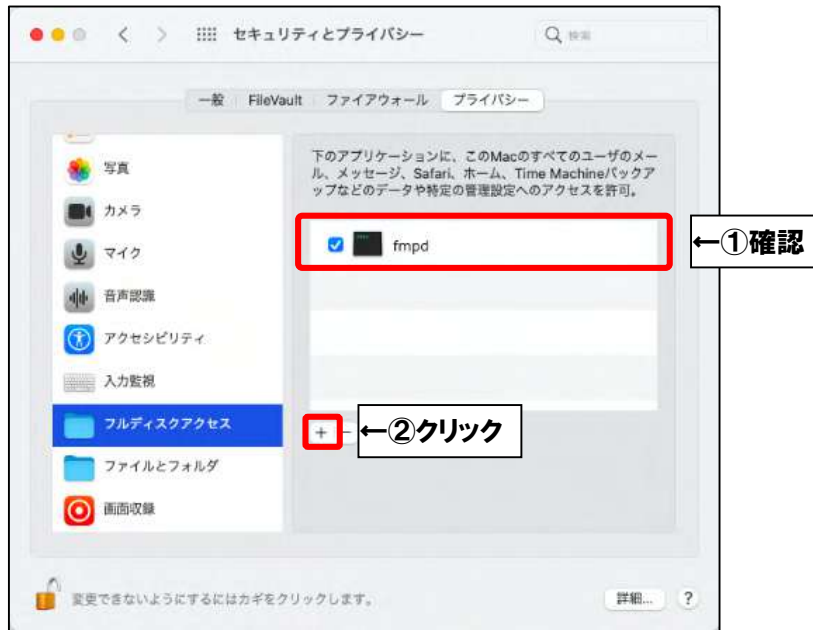 セキュリティとプライバシー
検索
一般 FileVault ファイアウォール プライバシー
写真
カメラ
マイク
音声認識
アクセシビリティ
入力監視
フルディスクアクセス
ファイルとフォルダ
画面収録
下のアプリケーションに、このMacのすべてのユーザのメー
ル、メッセージ、Safari、ホーム、Time Machineバックア
ップなどのデータや特定の管理設定へのアクセスを許可。
fmpd
←①確認
+ −
←②クリック
変更できないようにするにはカギをクリックします。
詳細... ?